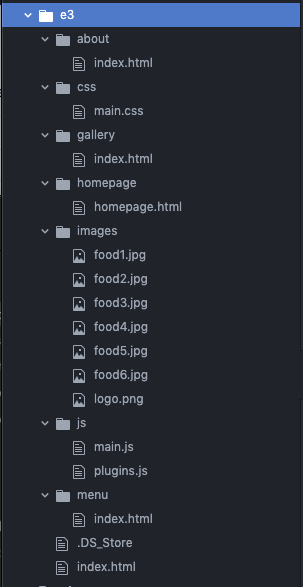 e3
about
index.html
css
main.css
gallery
index.html
homepage
homepage.html
images
food1.jpg
food2.jpg
food3.jpg
food4.jpg
food5.jpg
food6.jpg
logo.png
js
main.js
plugins.js
menu
index.html
.DS_Store
index.html